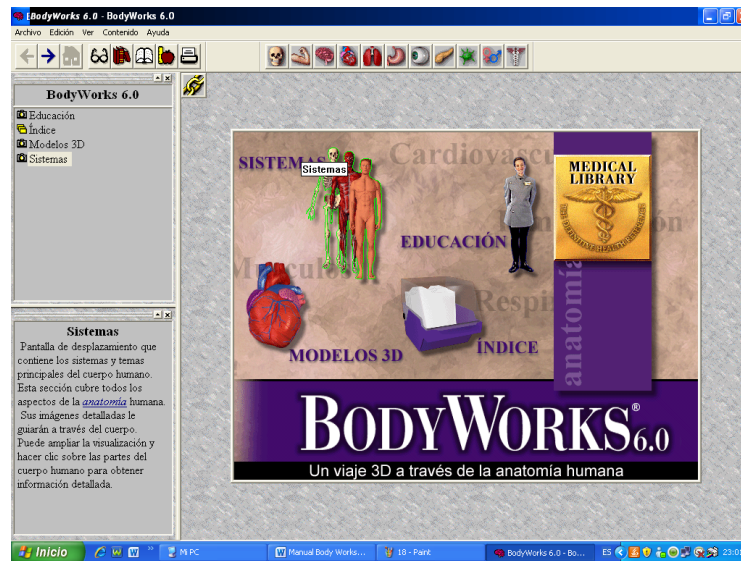 BodyWorks 6.0 - BodyWorks 6.0
Archivo Edición Ver Contenido Ayuda
BodyWorks 6.0
Educación
Índice
Modelos 3D
Sistemas
Sistemas
Pantalla de desplazamiento que
contiene los sistemas y temas
principales del cuerpo humano.
Esta sección cubre todos los
aspectos de la anatomía humana.
Sus imágenes detalladas le
guiarán a través del cuerpo.
Puede ampliar la visualización y
hacer clic sobre las partes del
cuerpo humano para obtener
información detallada.
SISTEMAS
Sistemas
Cardiovascu
MEDICAL
LIBRARY
EDUCACIÓN
Musculos
Respi
anatomía
MODELOS 3D
ÍNDICE
BODYWORKS® 6.0
Un viaje 3D a través de la anatomía humana
Inicio
Mi PC
Manual Body Works...
18 - Paint
BodyWorks 6.0 - Bo...
ES
23:01